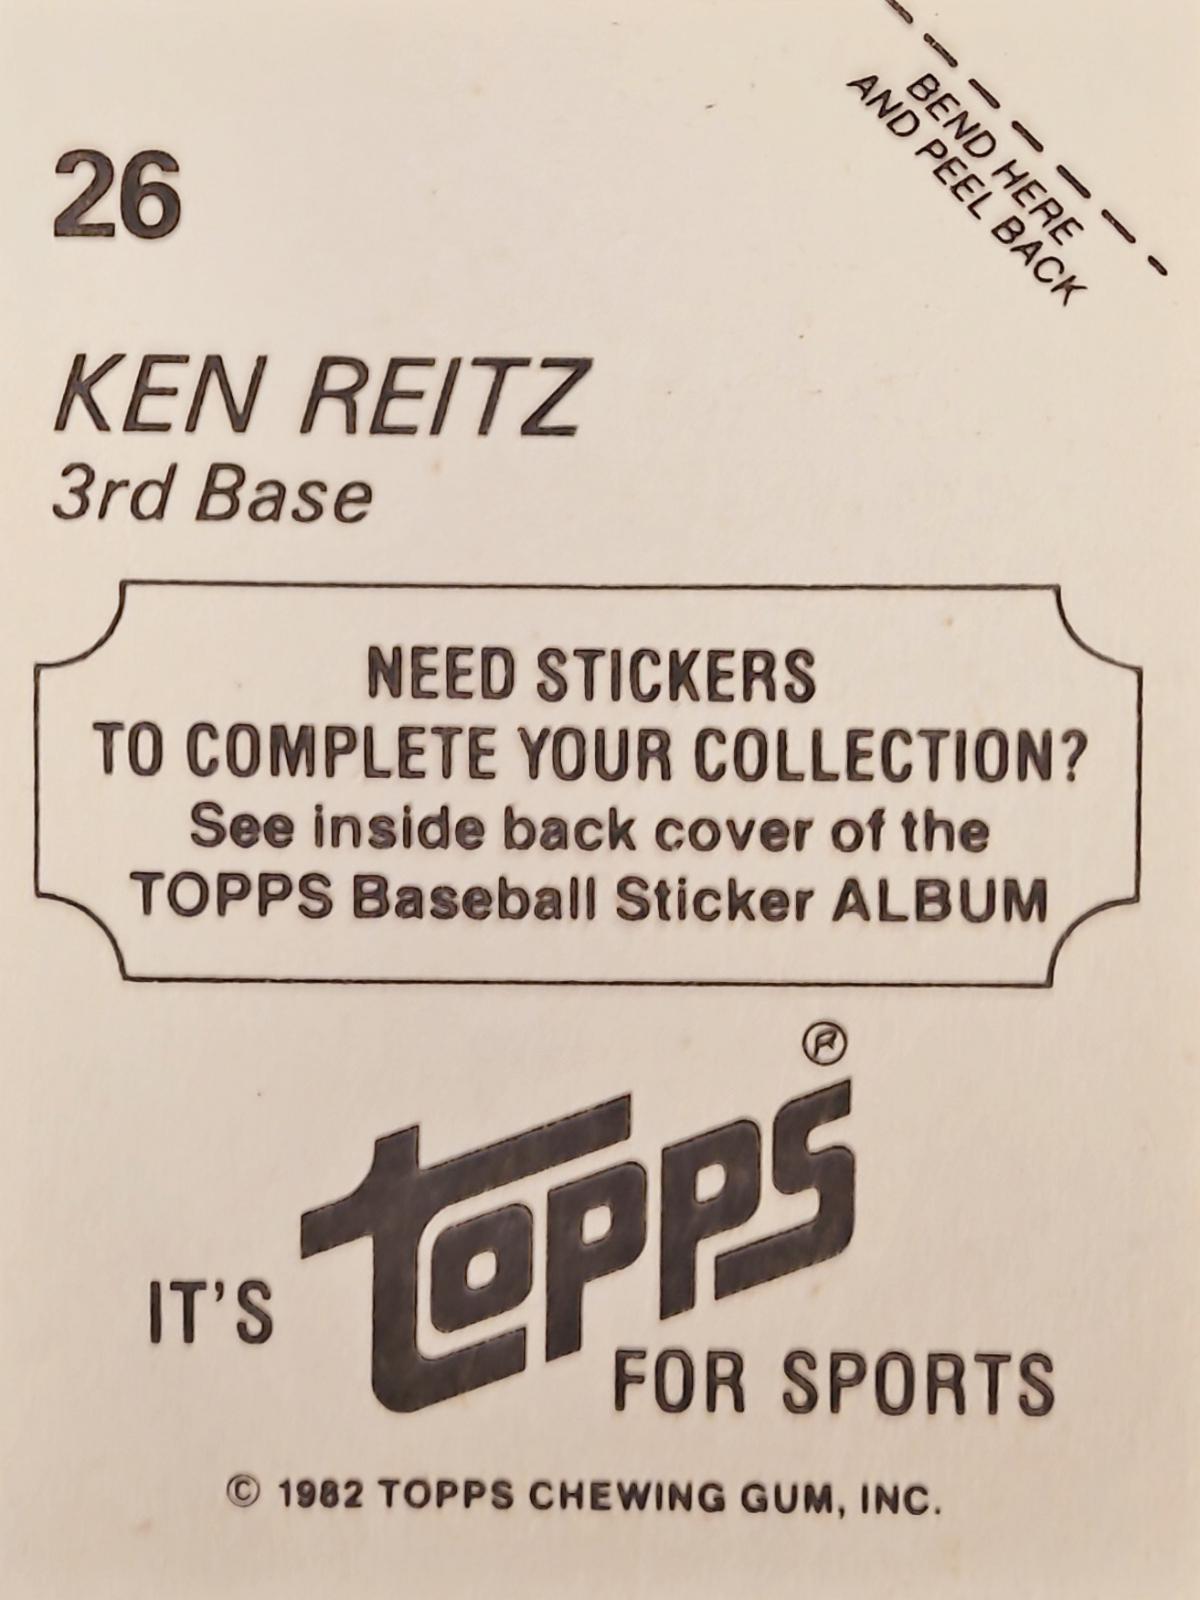 BEND HERE
AND PEEL BACK
26
KEN REITZ
3rd Base
NEED STICKERS
TO COMPLETE YOUR COLLECTION?
See inside back cover of the
TOPPS Baseball Sticker ALBUM
IT'S topps®
FOR SPORTS
© 1982 TOPPS CHEWING GUM, INC.